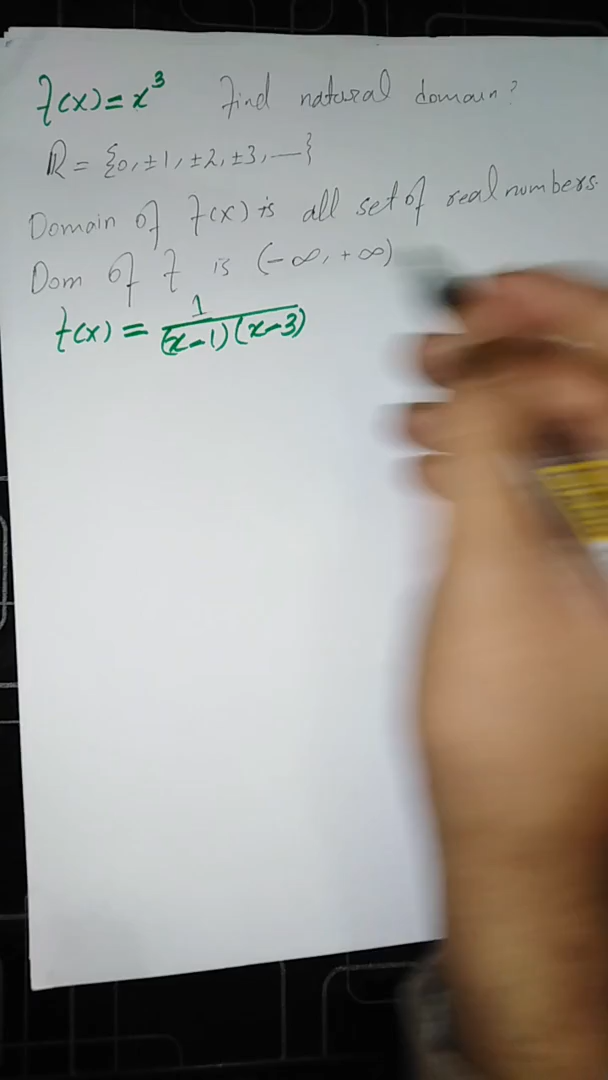 f(x) = x³ Find natural domain?
ℝ = {0, ±1, ±2, ±3, —}
Domain of f(x) is all set of real numbers.
Dom of f is (-∞, +∞)
f(x) = 1/((x-1)(x-3))